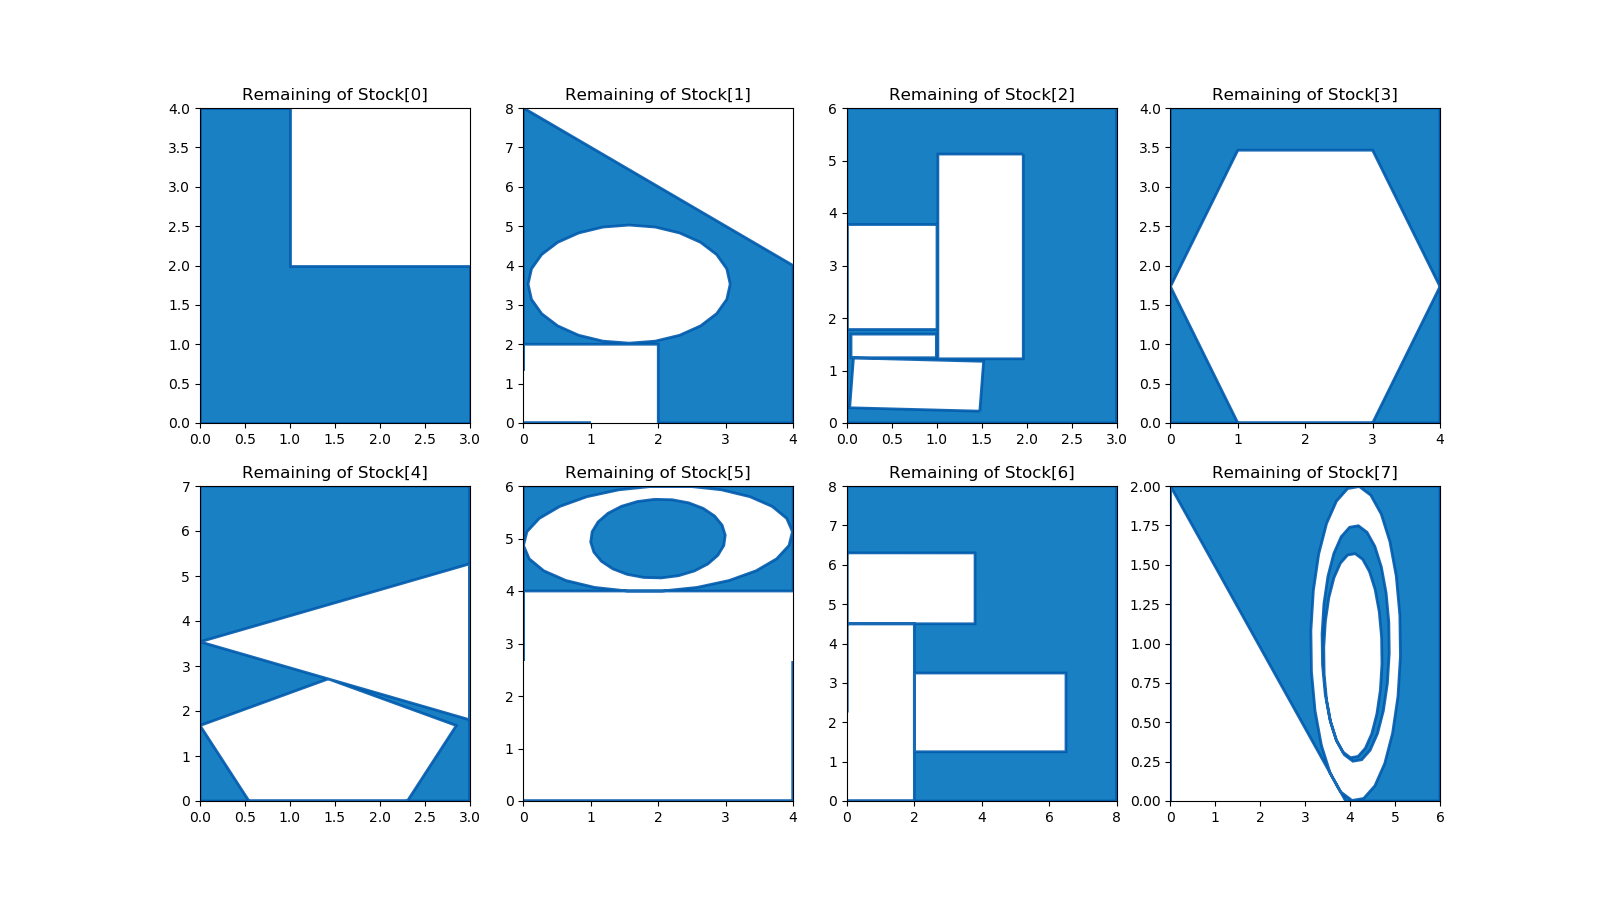 Remaining of Stock[0] Remaining of Stock[1] Remaining of Stock[2] Remaining of Stock[3]
4.0 8 6 4.0
3.5 7 5 3.5
3.0 6 4 3.0
2.5 5 3 2.5
2.0 4 2 2.0
1.5 3 1 1.5
1.0 2 0 1.0
0.5 1 0.5
0.0 0 0.0
0.0 0.5 1.0 1.5 2.0 2.5 3.0 0 1 2 3 4 0.0 0.5 1.0 1.5 2.0 2.5 3.0 0 1 2 3 4
Remaining of Stock[4] Remaining of Stock[5] Remaining of Stock[6] Remaining of Stock[7]
7 6 8 2.00
6 5 7 1.75
5 4 6 1.50
4 3 5 1.25
3 2 4 1.00
2 1 3 0.75
1 0 2 0.50
0 1 0.25
0 0.00
0.0 0.5 1.0 1.5 2.0 2.5 3.0 0 1 2 3 4 0 2 4 6 8 0 1 2 3 4 5 6